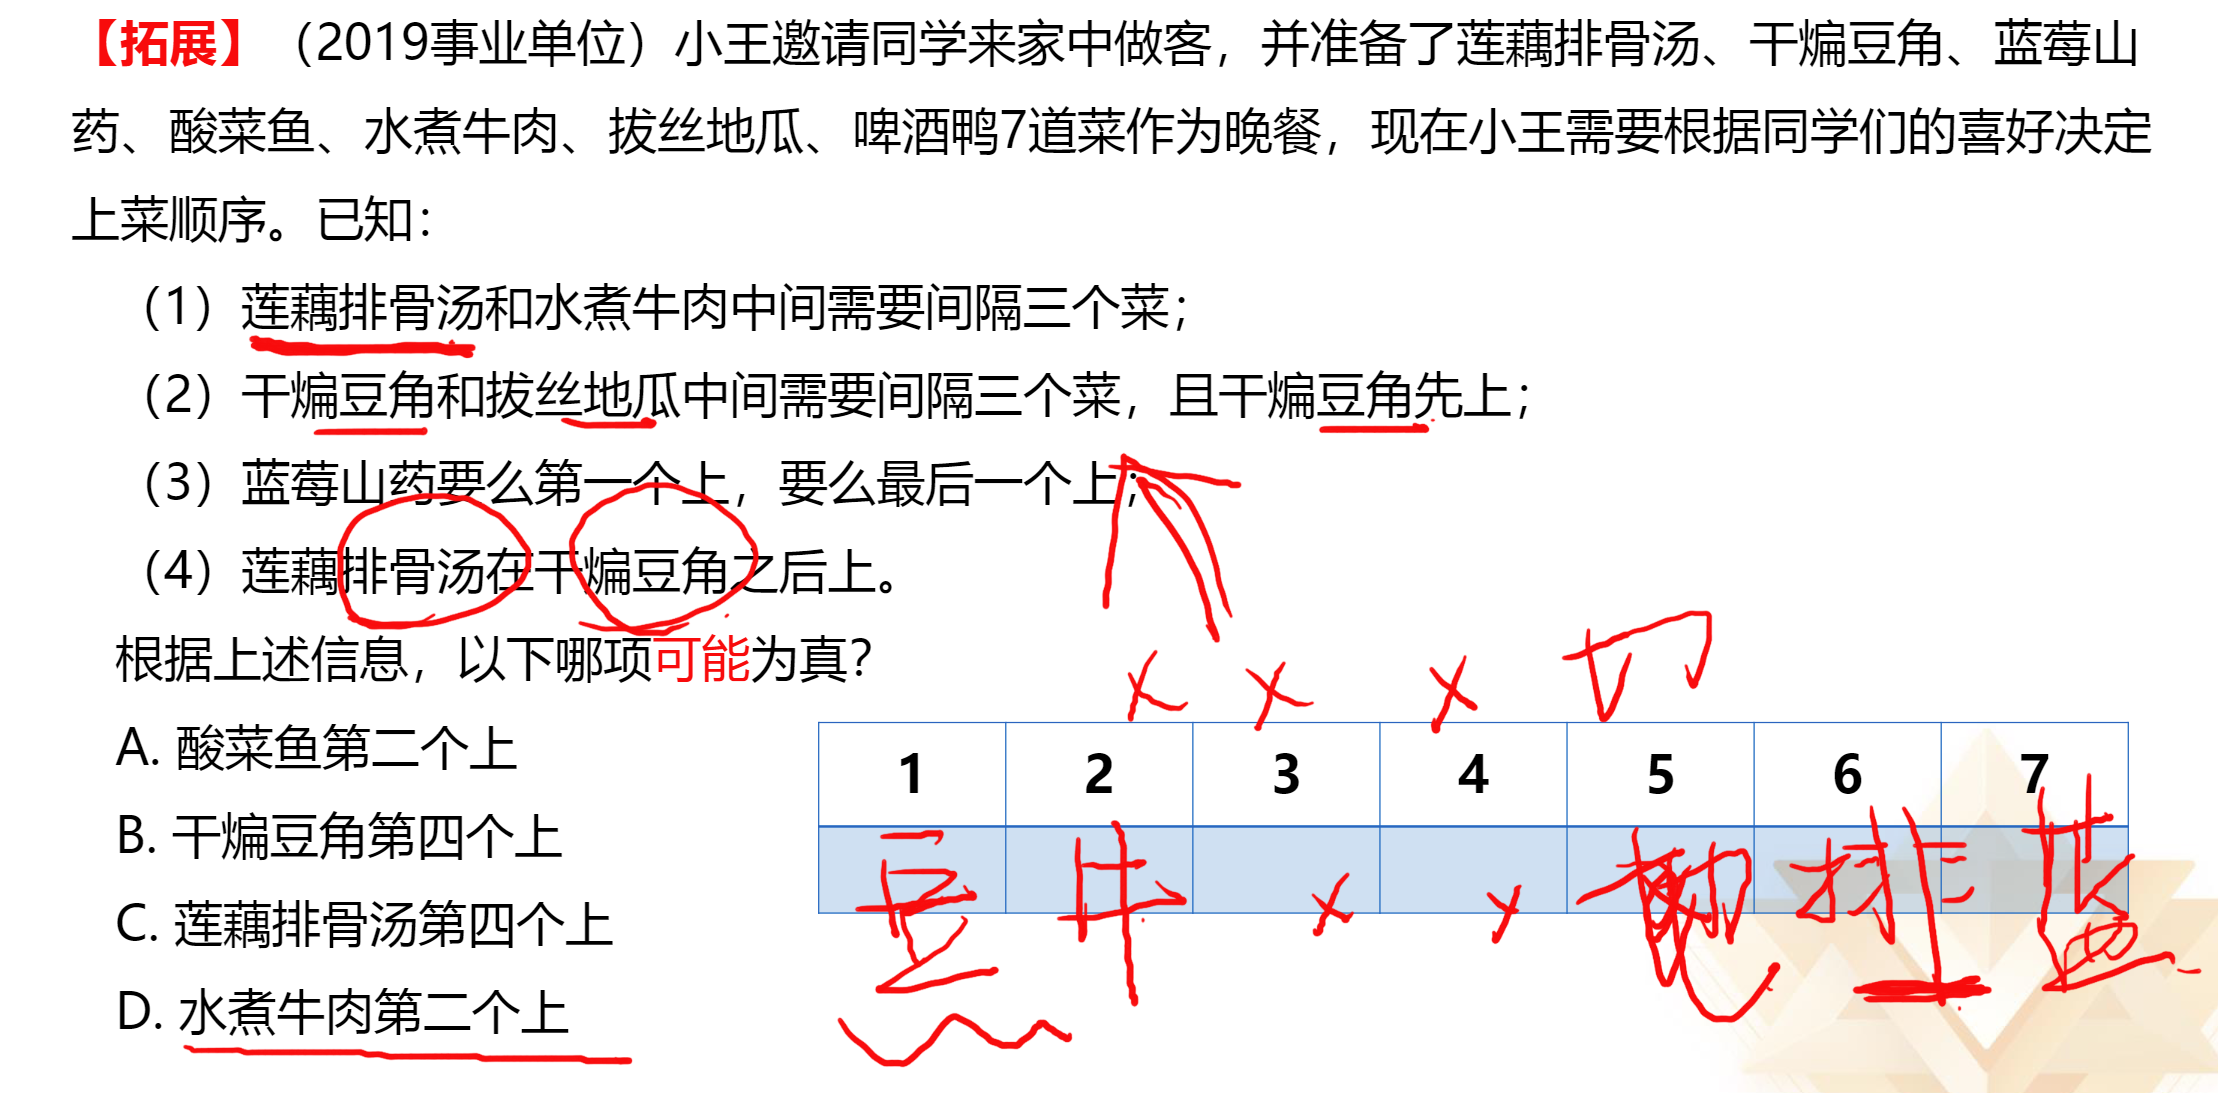 【拓展】（2019事业单位）小王邀请同学来家中做客，并准备了莲藕排骨汤、干煸豆角、蓝莓山
药、酸菜鱼、水煮牛肉、拔丝地瓜、啤酒鸭7道菜作为晚餐，现在小王需要根据同学们的喜好决定
上菜顺序。已知：
（1）莲藕排骨汤和水煮牛肉中间需要间隔三个菜；
（2）干煸豆角和拔丝地瓜中间需要间隔三个菜，且干煸豆角先上；
（3）蓝莓山药要么第一个上，要么最后一个上；
（4）莲藕排骨汤在干煸豆角之后上。
根据上述信息，以下哪项可能为真？
A. 酸菜鱼第二个上
B. 干煸豆角第四个上
C. 莲藕排骨汤第四个上
D. 水煮牛肉第二个上
1 2 3 4 5 6 7
豆 牛 × × 排 蓝